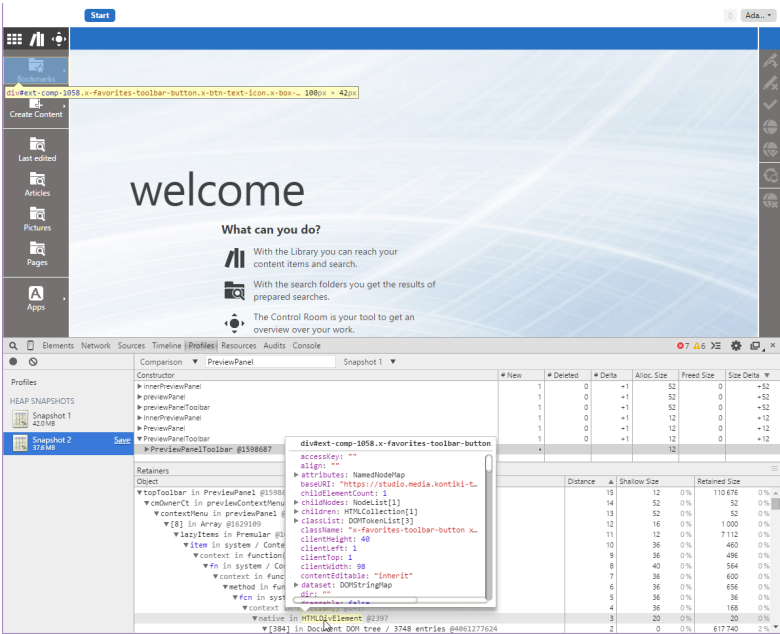 Start
0 Ada...
Bookmarks
div#ext-comp-1058.x-favorites-toolbar-button.x-btn-text-icon.x-box-… 100px × 42px
Create Content
Last edited
Articles
Pictures
Pages
Apps
welcome
What can you do?
With the Library you can reach your
content items and search.
With the search folders you get the results of
prepared searches.
The Control Room is your tool to get an
overview over your work.
Elements Network Sources Timeline Profiles Resources Audits Console 7 6
Comparison ▼ PreviewPanel Snapshot 1 ▼
Profiles
HEAP SNAPSHOTS
Snapshot 1
42.0 MB
Snapshot 2 Save
37.6 MB
Constructor # New # Deleted # Delta Alloc. Size Freed Size Size Delta ▼
▶innerPreviewPanel 1 0 +1 52 0 +52
▶previewPanel 1 0 +1 52 0 +52
▶previewPanelToolbar 1 0 +1 52 0 +52
▶InnerPreviewPanel 1 0 +1 12 0 +12
▶PreviewPanel 1 0 +1 12 0 +12
▼PreviewPanelToolbar 1 0 +1 12 0 +12
▶PreviewPanelToolbar @1598687 • 12
Retainers
Object Distance ▲ Shallow Size Retained Size
▼topToolbar in PreviewPanel @1598 15 12 0 % 110 676 0 %
▼cmOwnerCt in previewContextMenu 14 52 0 % 52 0 %
▼contextMenu in previewPanel @ 13 52 0 % 52 0 %
▼[8] in Array @1629109 12 16 0 % 1 000 0 %
▼lazyItems in Premular @1 11 12 0 % 7 112 0 %
▼item in system / Conte 10 36 0 % 460 0 %
▼context in function( 9 36 0 % 496 0 %
▼fn in system / Co 8 40 0 % 564 0 %
▼context in func 7 36 0 % 600 0 %
▼method in fun 6 36 0 % 656 0 %
▼fcn in syst 5 36 0 % 36 0 %
▼context 4 36 0 % 168 0 %
▼native in HTMLDivElement @2397 3 20 0 % 20 0 %
▼[384] in Document DOM tree / 3748 entries @4061277624 2 0 0 % 617 740 2 %
div#ext-comp-1058.x-favorites-toolbar-button
accessKey: ""
align: ""
▶ attributes: NamedNodeMap
baseURI: "https://studio.media.kontiki-t…
childElementCount: 1
▶ childNodes: NodeList[1]
▶ children: HTMLCollection[1]
▶ classList: DOMTokenList[3]
className: "x-favorites-toolbar-button x…
clientHeight: 40
clientLeft: 1
clientTop: 1
clientWidth: 98
contentEditable: "inherit"
▶ dataset: DOMStringMap
dir: ""
draggable: false